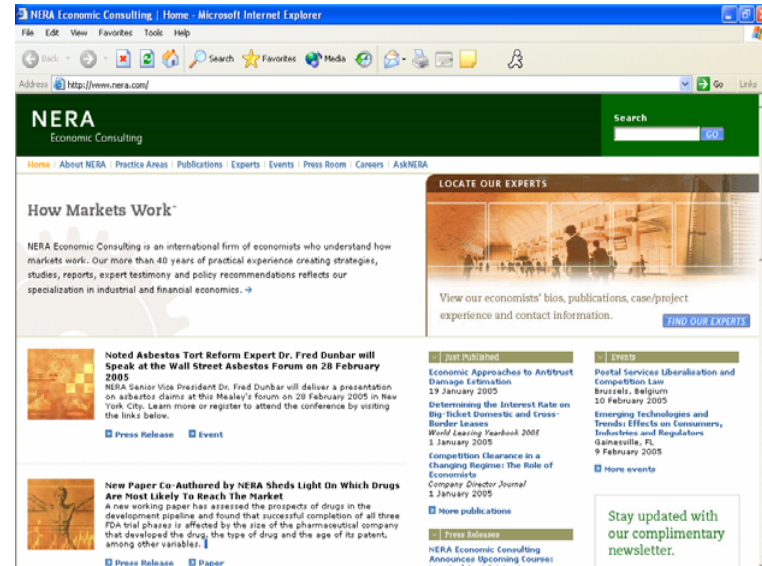 NERA Economic Consulting | Home - Microsoft Internet Explorer
File Edit View Favorites Tools Help
Back Search Favorites Media
Address http://www.nera.com/ Go Links
NERA
Economic Consulting
Search
GO
Home | About NERA | Practice Areas | Publications | Experts | Events | Press Room | Careers | AskNERA
How Markets Work
NERA Economic Consulting is an international firm of economists who understand how
markets work. Our more than 40 years of practical experience creating strategies,
studies, reports, expert testimony and policy recommendations reflects our
specialization in industrial and financial economics. →
LOCATE OUR EXPERTS
View our economists' bios, publications, case/project
experience and contact information.
FIND OUR EXPERTS
Noted Asbestos Tort Reform Expert Dr. Fred Dunbar will
Speak at the Wall Street Asbestos Forum on 28 February
2005
NERA Senior Vice President Dr. Fred Dunbar will deliver a presentation
on asbestos claims at this Mealey's forum on 28 February 2005 in New
York City. Learn more or register to attend the conference by visiting
the links below.
Press Release Event
New Paper Co-Authored by NERA Sheds Light On Which Drugs
Are Most Likely To Reach The Market
A new working paper has assessed the prospects of drugs in the
development pipeline and found that successful completion of all three
FDA trial phases is affected by the size of the pharmaceutical company
that developed the drug, the type of drug and the age of its patent,
among other variables.
Press Release Paper
Just Published
Economic Approaches to Antitrust
Damage Estimation
19 January 2005
Determining the Interest Rate on
Big-Ticket Domestic and Cross-
Border Leases
World Leasing Yearbook 2005
1 January 2005
Competition Clearance in a
Changing Regime: The Role of
Economists
Company Director Journal
1 January 2005
More publications
Press Releases
NERA Economic Consulting
Announces Upcoming Course:
Events
Postal Services Liberalisation and
Competition Law
Brussels, Belgium
10 February 2005
Emerging Technologies and
Trends: Effects on Consumers,
Industries and Regulators
Gainesville, FL
9 February 2005
More events
Stay updated with
our complimentary
newsletter.